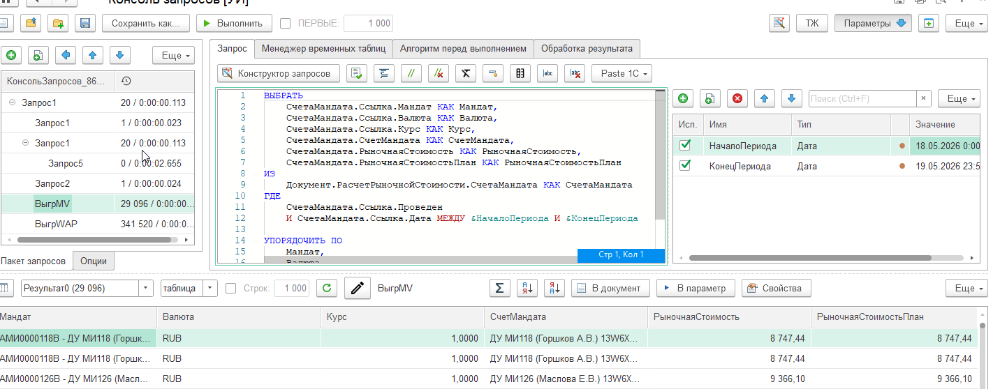 Консоль запросов [УИ]
Сохранить как... Выполнить ПЕРВЫЕ: 1 000 ТЖ Параметры Еще
Еще
Запрос Менеджер временных таблиц Алгоритм перед выполнением Обработка результата
Конструктор запросов Paste 1C
КонсольЗапросов_86...
Запрос1 20 / 0:00:00.113
Запрос1 1 / 0:00:00.023
Запрос1 20 / 0:00:00.113
Запрос5 0 / 0:00:02.655
Запрос2 1 / 0:00:00.024
ВыгрMV 29 096 / 0:00:00...
ВыгрWAP 341 520 / 0:00:0...
Пакет запросов Опции
1 ВЫБРАТЬ
2 СчетаМандата.Ссылка.Мандат КАК Мандат,
3 СчетаМандата.Ссылка.Валюта КАК Валюта,
4 СчетаМандата.Ссылка.Курс КАК Курс,
5 СчетаМандата.СчетМандата КАК СчетМандата,
6 СчетаМандата.РыночнаяСтоимость КАК РыночнаяСтоимость,
7 СчетаМандата.РыночнаяСтоимостьПлан КАК РыночнаяСтоимостьПлан
8 ИЗ
9 Документ.РасчетРыночнойСтоимости.СчетаМандата КАК СчетаМандата
10 ГДЕ
11 СчетаМандата.Ссылка.Проведен
12 И СчетаМандата.Ссылка.Дата МЕЖДУ &НачалоПериода И &КонецПериода
13
14 УПОРЯДОЧИТЬ ПО
15 Мандат,
16 Валюта
Стр 1, Кол 1
Поиск (Ctrl+F) × Еще
Исп. Имя Тип Значение
НачалоПериода Дата 18.05.2026 0:00
КонецПериода Дата 19.05.2026 23:5
Результат0 (29 096) таблица Строк: 1 000 ВыгрMV Σ В документ В параметр Свойства Еще
Мандат Валюта Курс СчетМандата РыночнаяСтоимость РыночнаяСтоимостьПлан
АМИ0000118В - ДУ МИ118 (Горшк... RUB 1,0000 ДУ МИ118 (Горшков А.В.) 13W6X... 8 747,44 8 747,44
АМИ0000118В - ДУ МИ118 (Горшк... RUB 1,0000 ДУ МИ118 (Горшков А.В.) 13W6X... 8 747,44 8 747,44
АМИ0000126В - ДУ МИ126 (Масл... RUB 1,0000 ДУ МИ126 (Маслова Е.В.) 13W6X... 9 366,10 9 366,10